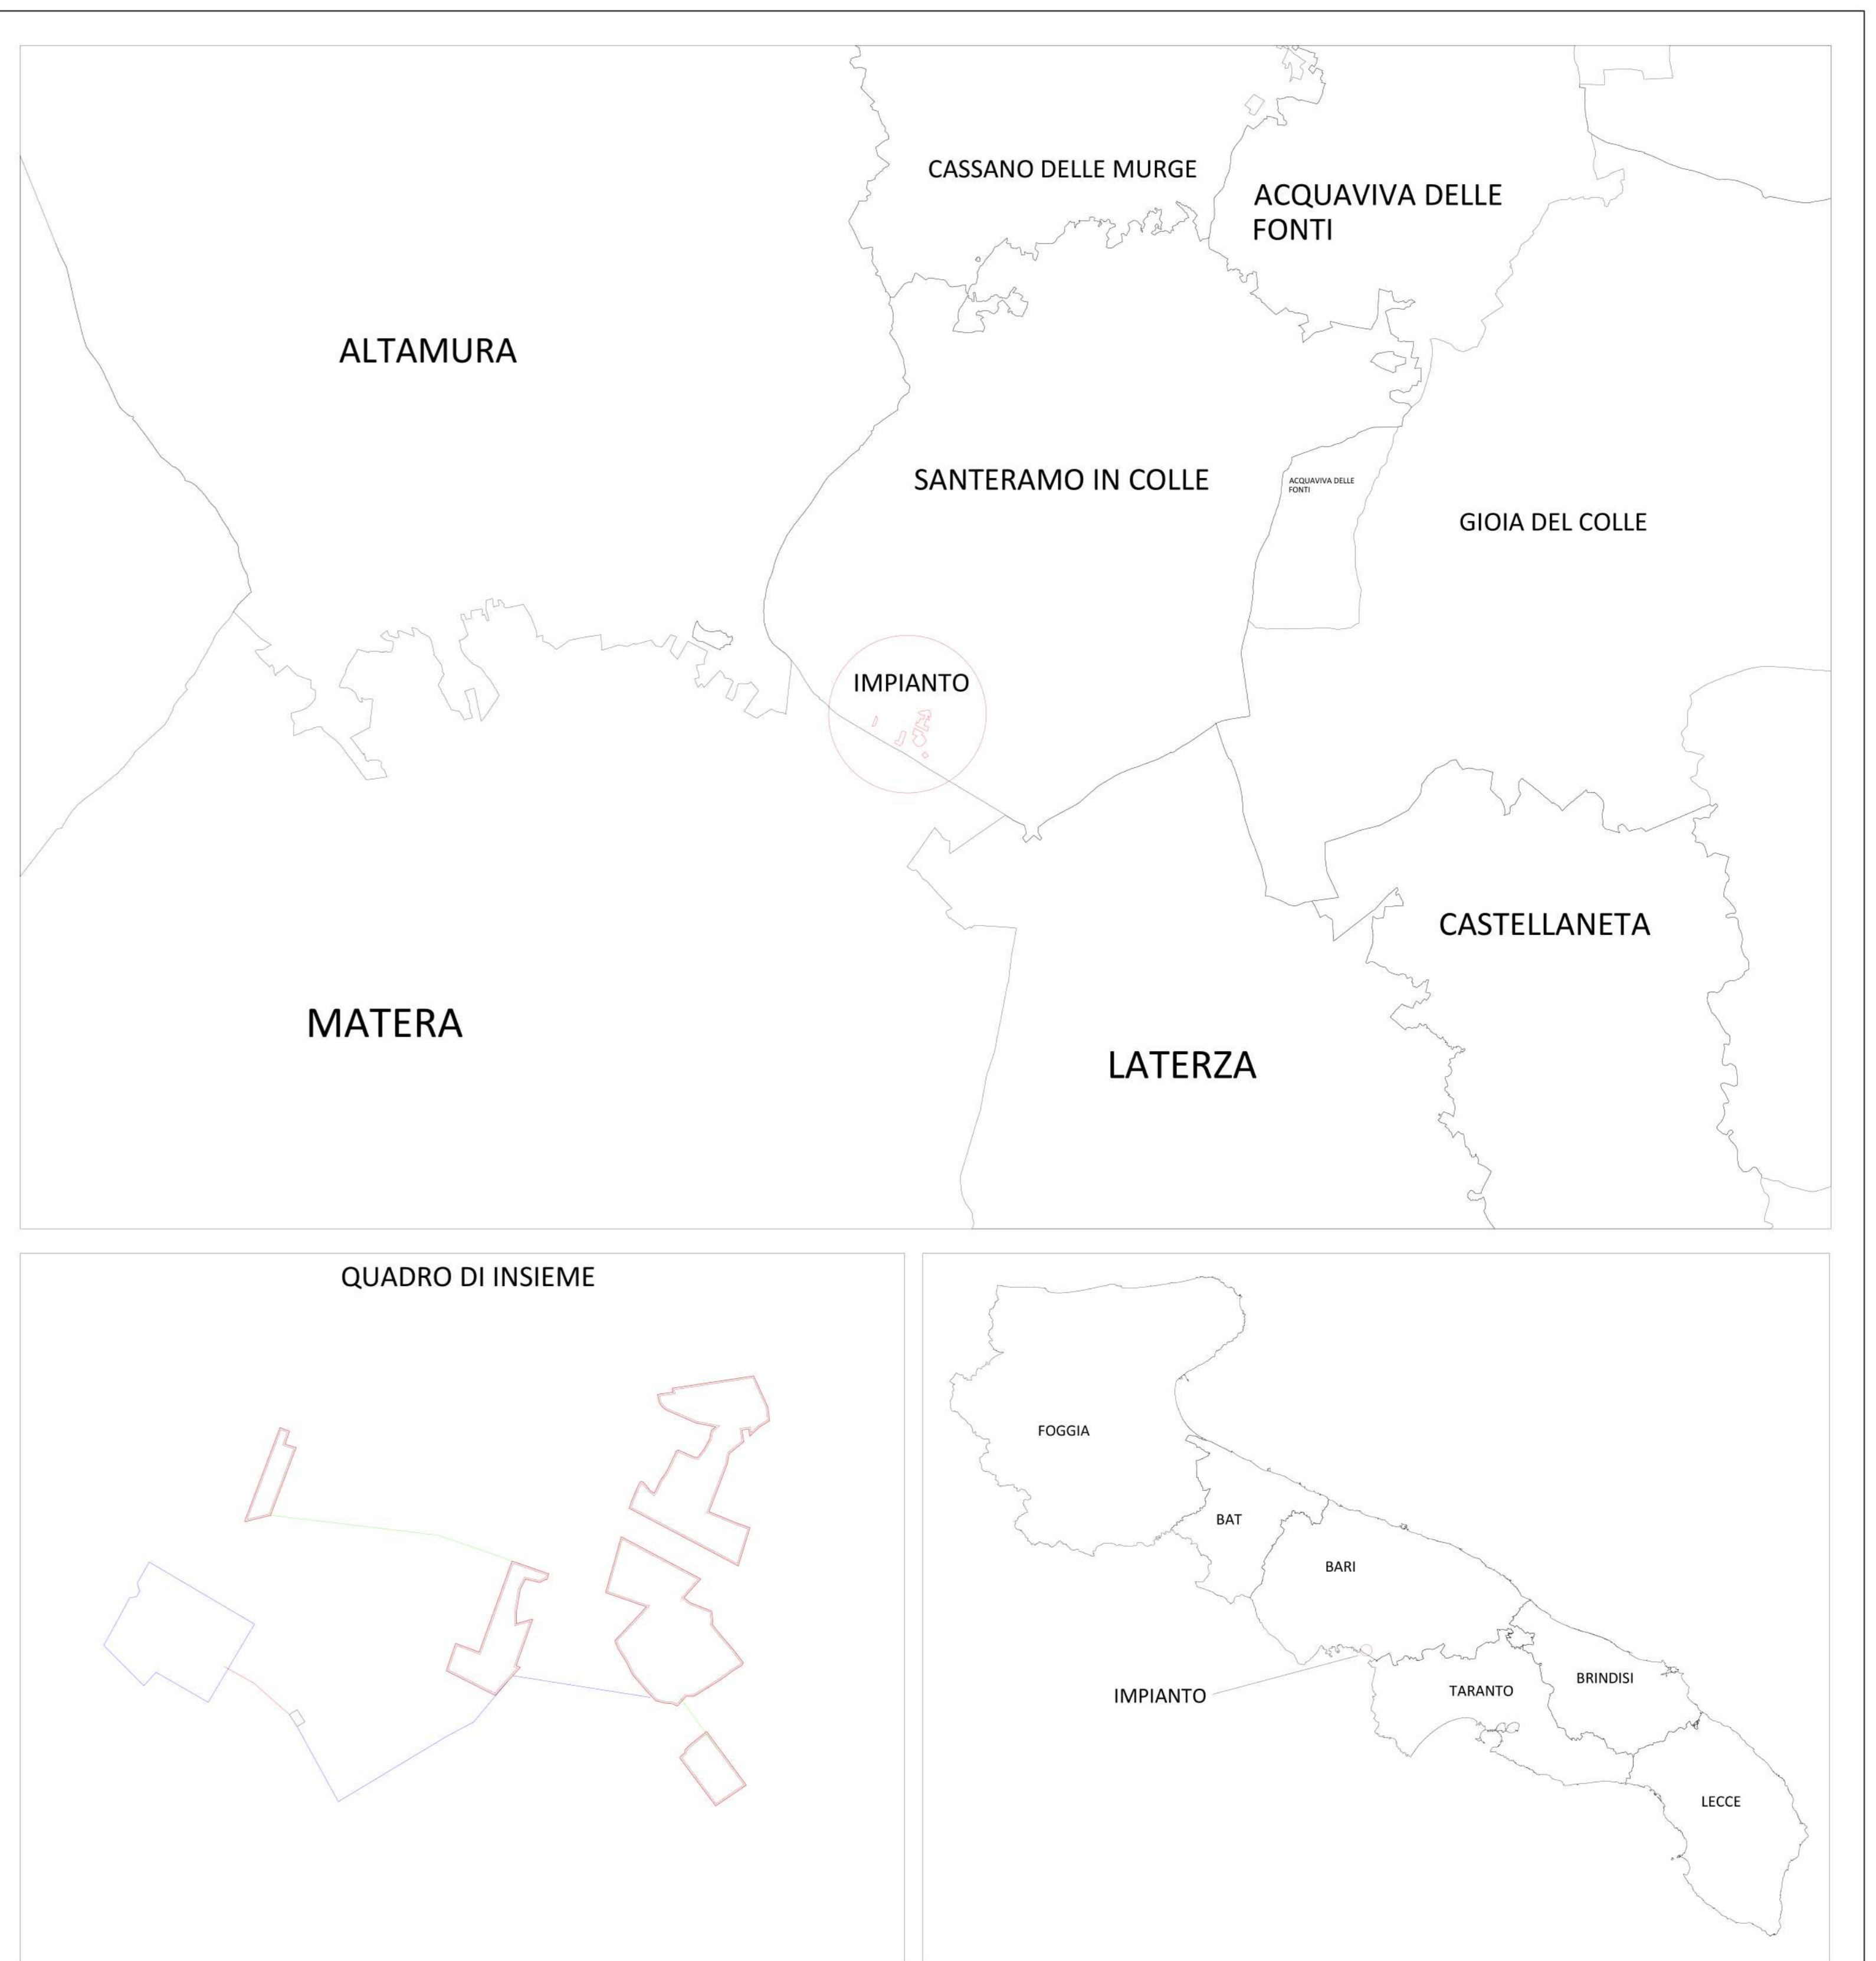 CASSANO DELLE MURGE
ACQUAVIVA DELLE
FONTI
ALTAMURA
SANTERAMO IN COLLE
ACQUAVIVA DELLE
FONTI
GIOIA DEL COLLE
IMPIANTO
CASTELLANETA
MATERA
LATERZA
QUADRO DI INSIEME
FOGGIA
BAT
BARI
BRINDISI
TARANTO
IMPIANTO
LECCE